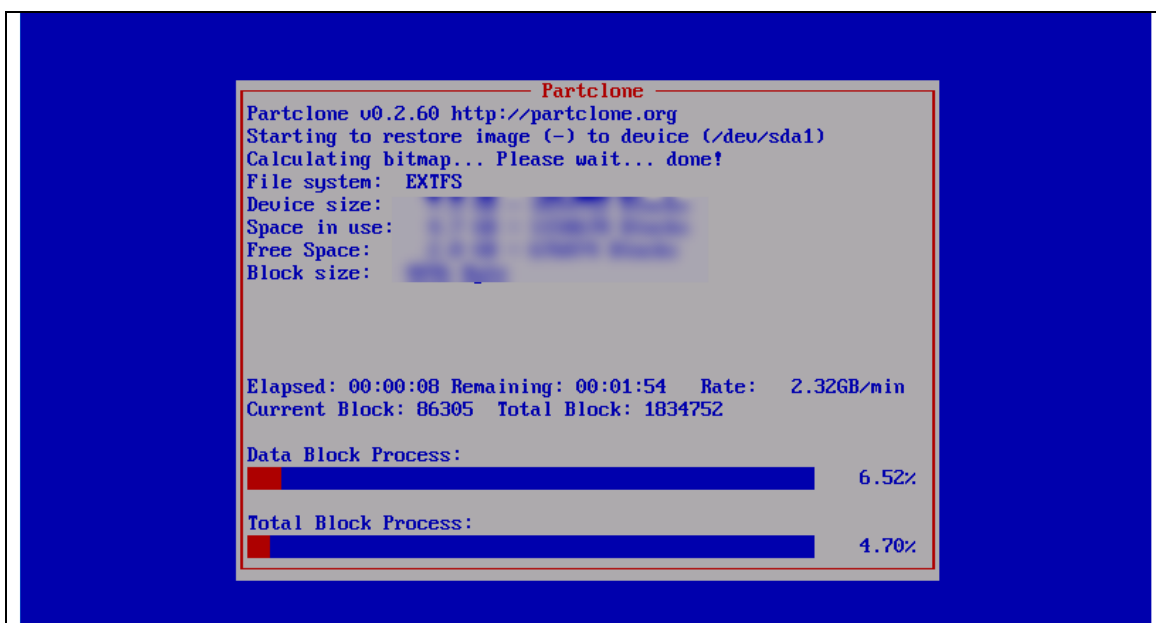 Partclone
Partclone v0.2.60 http://partclone.org
Starting to restore image (-) to device (/dev/sda1)
Calculating bitmap... Please wait... done!
File system: EXTFS
Device size:
Space in use:
Free Space:
Block size:
Elapsed: 00:00:08 Remaining: 00:01:54 Rate: 2.32GB/min
Current Block: 86305 Total Block: 1834752
Data Block Process:
6.52%
Total Block Process:
4.70%